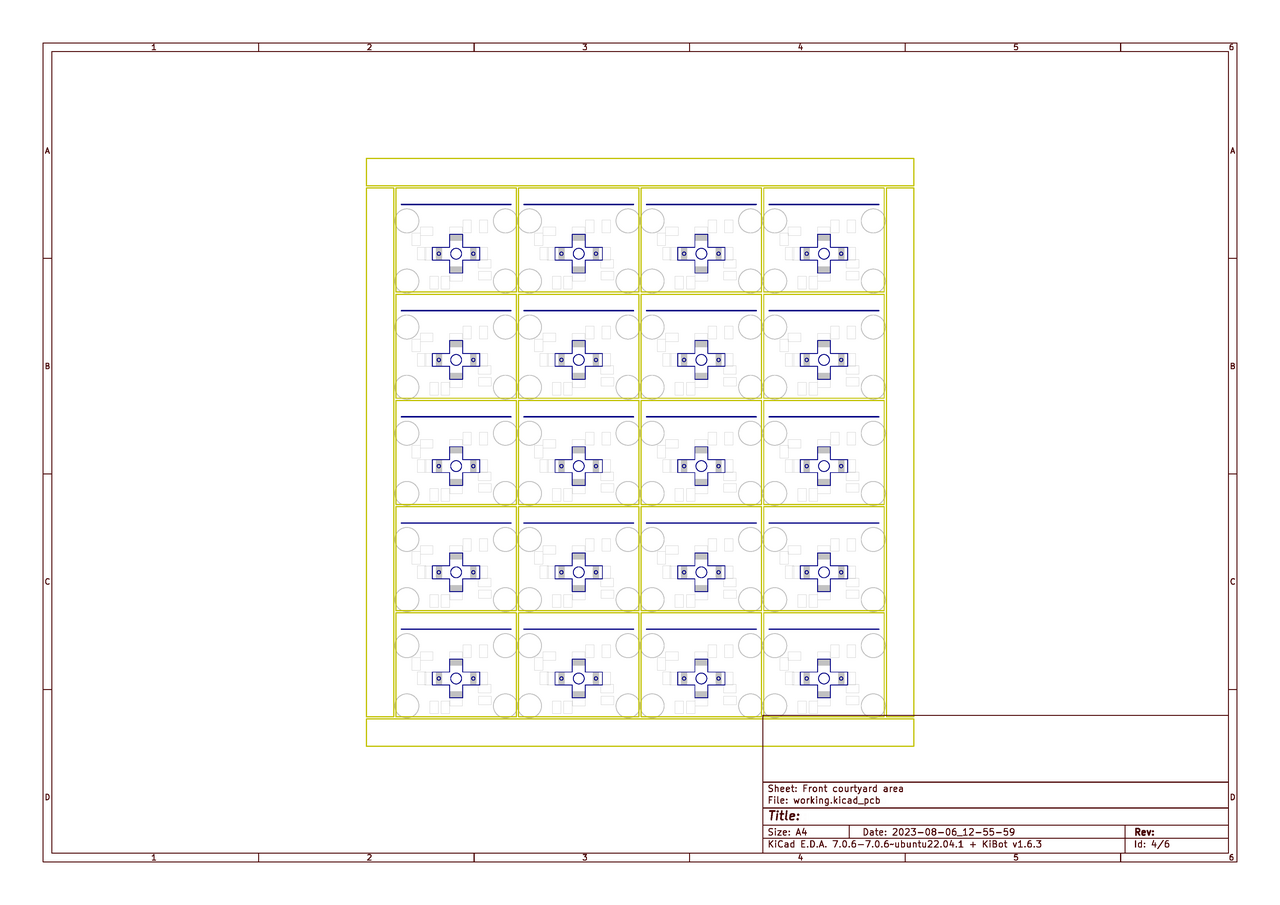 1 2 3 4 5 6
A A
B B
C C
D D
Sheet: Front courtyard area
File: working.kicad_pcb
Title:
Size: A4 Date: 2023-08-06_12-55-59 Rev:
KiCad E.D.A. 7.0.6-7.0.6~ubuntu22.04.1 + KiBot v1.6.3 Id: 4/6
1 2 3 4 5 6